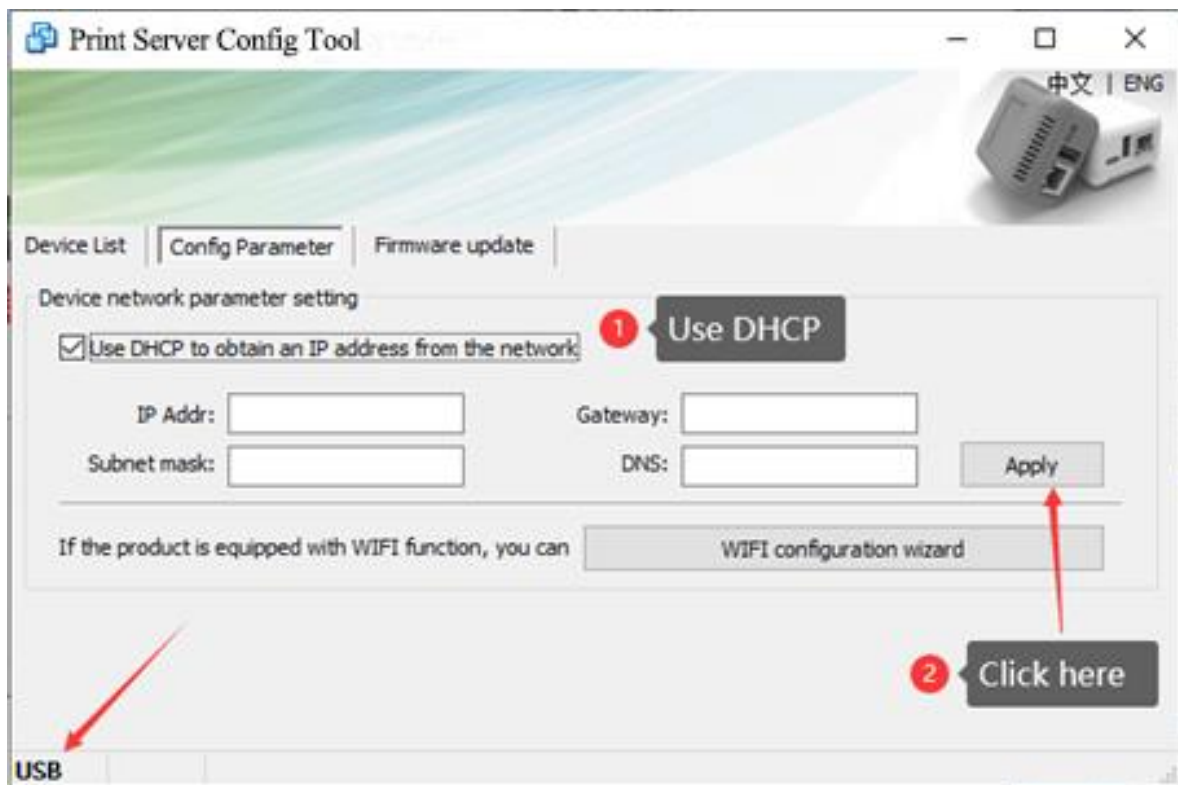 Print Server Config Tool
中文 | ENG
Device List
Config Parameter
Firmware update
Device network parameter setting
Use DHCP to obtain an IP address from the network
1
Use DHCP
IP Addr:
Gateway:
Subnet mask:
DNS:
Apply
If the product is equipped with WIFI function, you can
WIFI configuration wizard
2
Click here
USB